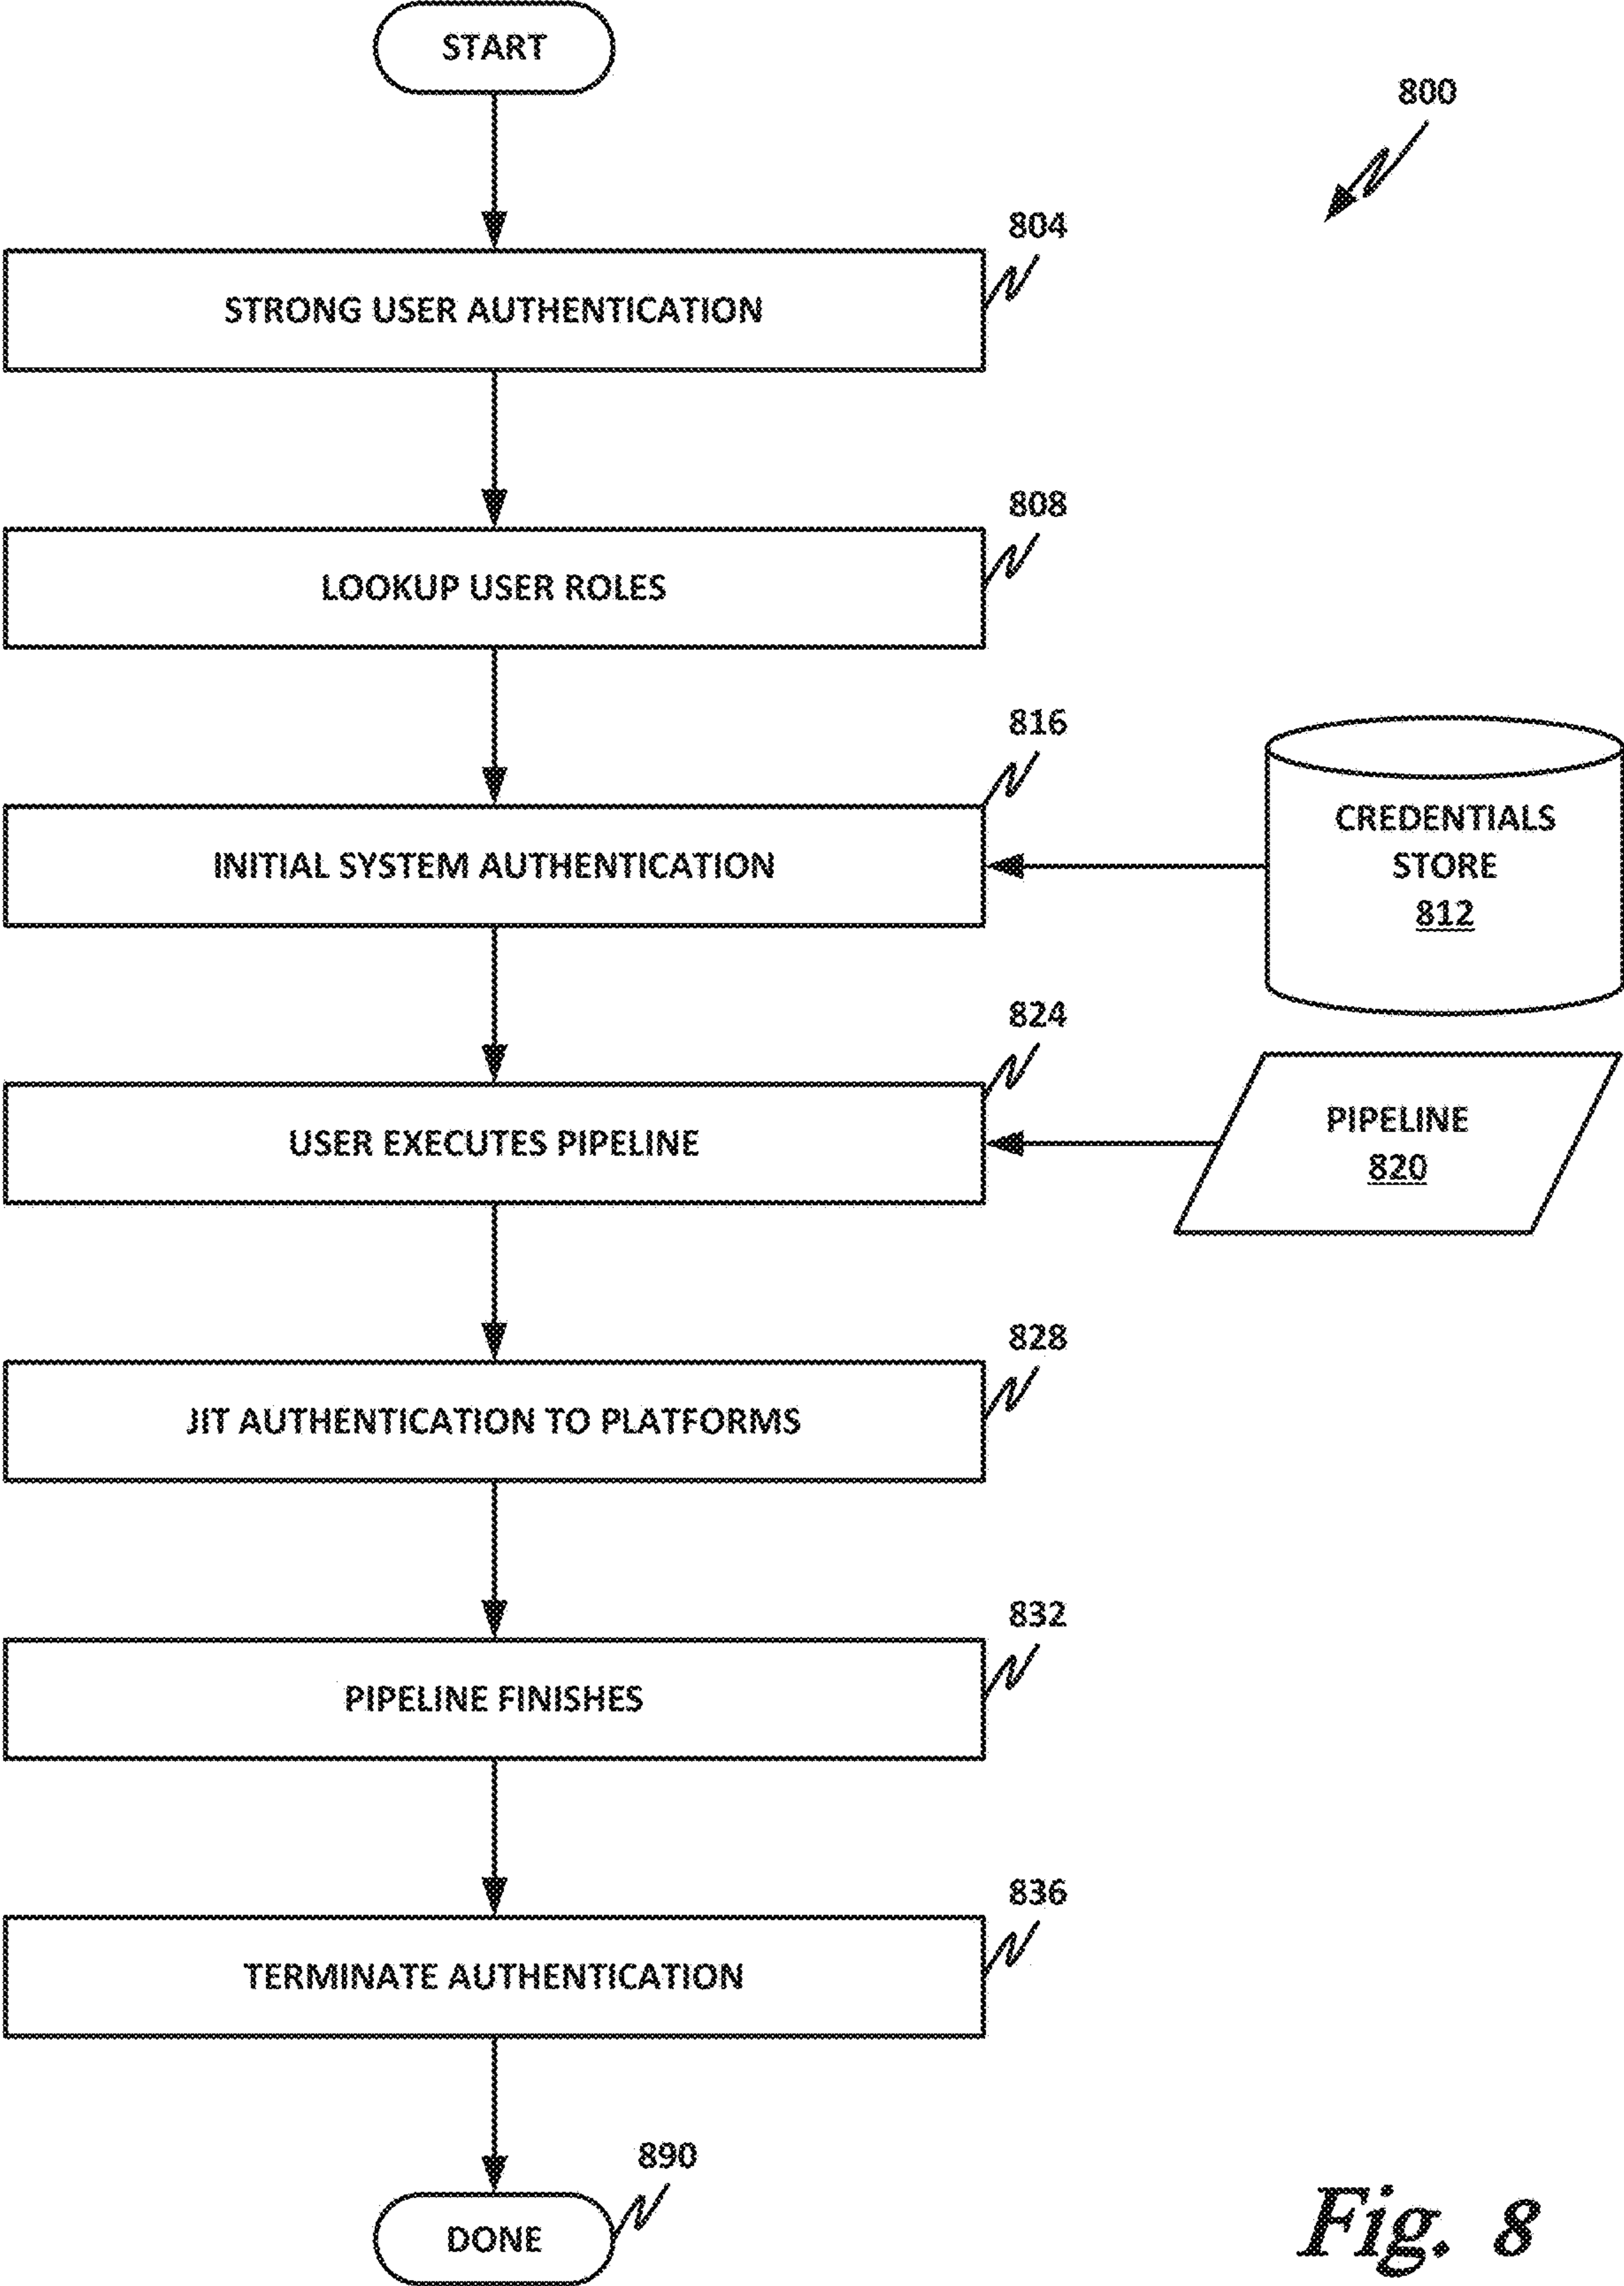 START
800
804
STRONG USER AUTHENTICATION
808
LOOKUP USER ROLES
816
INITIAL SYSTEM AUTHENTICATION
CREDENTIALS
STORE
812
824
USER EXECUTES PIPELINE
PIPELINE
820
828
JIT AUTHENTICATION TO PLATFORMS
832
PIPELINE FINISHES
836
TERMINATE AUTHENTICATION
890
DONE
Fig. 8